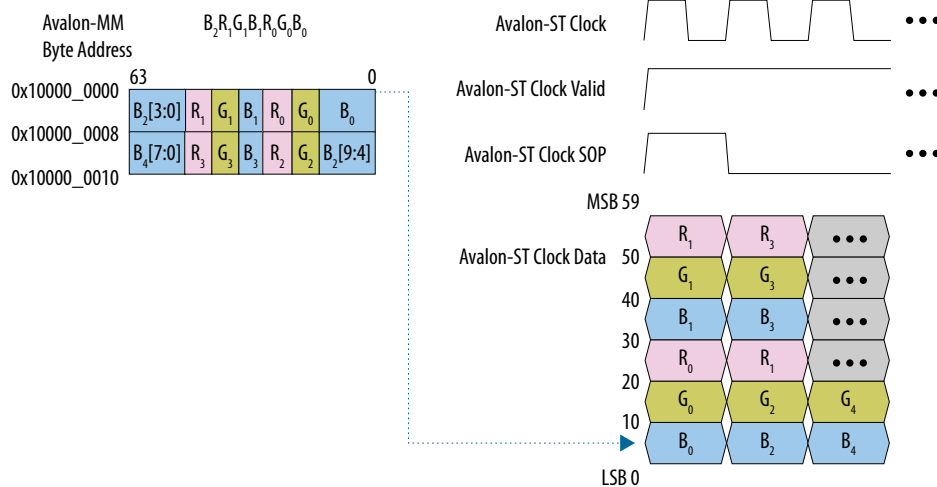 Avalon-MM
Byte Address
B₂R₁G₁B₁R₀G₀B₀
63 0
0x10000_0000
B₂[3:0] R₁ G₁ B₁ R₀ G₀ B₀
0x10000_0008
B₄[7:0] R₃ G₃ B₃ R₂ G₂ B₂[9:4]
0x10000_0010
Avalon-ST Clock •••
Avalon-ST Clock Valid •••
Avalon-ST Clock SOP •••
MSB 59
Avalon-ST Clock Data
R₁ R₃ •••
50
G₁ G₃ •••
40
B₁ B₃ •••
30
R₀ R₁ •••
20
G₀ G₂ G₄
10
B₀ B₂ B₄
LSB 0